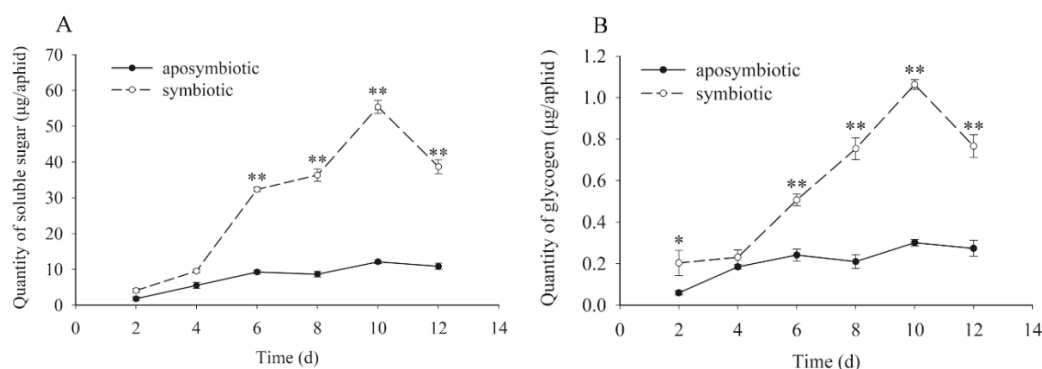 A
Quantity of soluble sugar (μg/aphid)
70
60
50
40
30
20
10
0
aposymbiotic
symbiotic
**
**
**
**
0 2 4 6 8 10 12 14
Time (d)
B
Quantity of glycogen (μg/aphid )
1.2
1.0
0.8
0.6
0.4
0.2
0.0
aposymbiotic
symbiotic
*
**
**
**
**
0 2 4 6 8 10 12 14
Time (d)